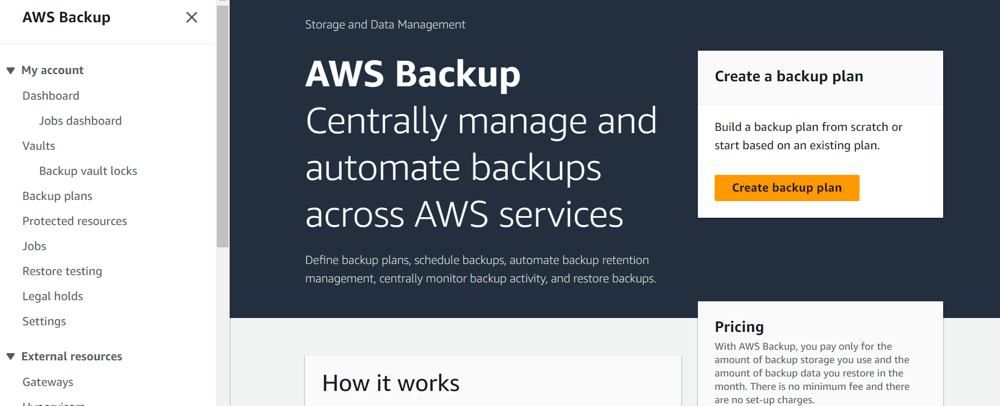 AWS Backup
My account
Dashboard
Jobs dashboard
Vaults
Backup vault locks
Backup plans
Protected resources
Jobs
Restore testing
Legal holds
Settings
External resources
Gateways
Hypervisors
Storage and Data Management
AWS Backup
Centrally manage and
automate backups
across AWS services
Define backup plans, schedule backups, automate backup retention
management, centrally monitor backup activity, and restore backups.
How it works
Create a backup plan
Build a backup plan from scratch or
start based on an existing plan.
Create backup plan
Pricing
With AWS Backup, you pay only for the
amount of backup storage you use and the
amount of backup data you restore in the
month. There is no minimum fee and there
are no set-up charges.